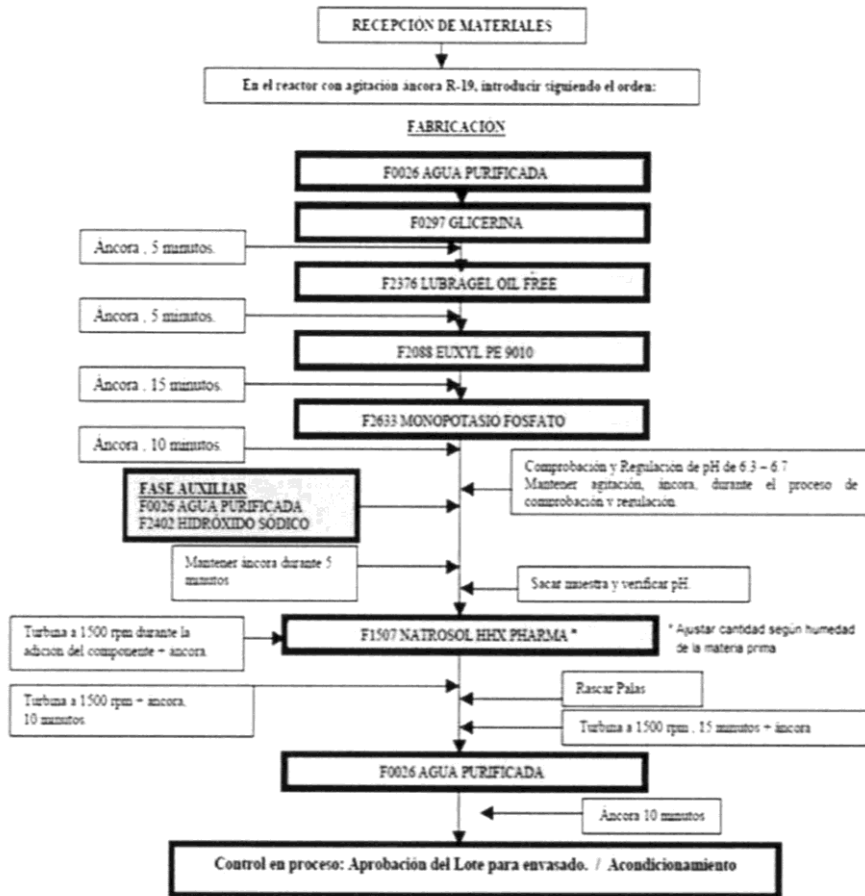 RECEPCIÓN DE MATERIALES
En el reactor con agitación áncora R-19, introducir siguiendo el orden:
FABRICACIÓN
F0026 AGUA PURIFICADA
F0297 GLICERINA
Áncora , 5 minutos.
F2376 LUBRAGEL OIL FREE
Áncora , 5 minutos.
F2088 EUXYL PE 9010
Áncora , 15 minutos.
F2633 MONOPOTASIO FOSFATO
Áncora , 10 minutos.
Comprobación y Regulación de pH de 6.3 – 6.7
Mantener agitación, áncora, durante el proceso de
comprobación y regulación.
FASE AUXILIAR
F0026 AGUA PURIFICADA
F2402 HIDRÓXIDO SÓDICO
Mantener áncora durante 5
minutos
Sacar muestra y verificar pH.
Turbina a 1500 rpm durante la
adición del componente + áncora
F1507 NATROSOL HHX PHARMA *
* Ajustar cantidad según humedad
de la materia prima
Turbina a 1500 rpm + áncora,
10 minutos
Rascar Palas
Turbina a 1500 rpm , 15 minutos + áncora
F0026 AGUA PURIFICADA
Áncora 10 minutos
Control en proceso: Aprobación del Lote para envasado. / Acondicionamiento